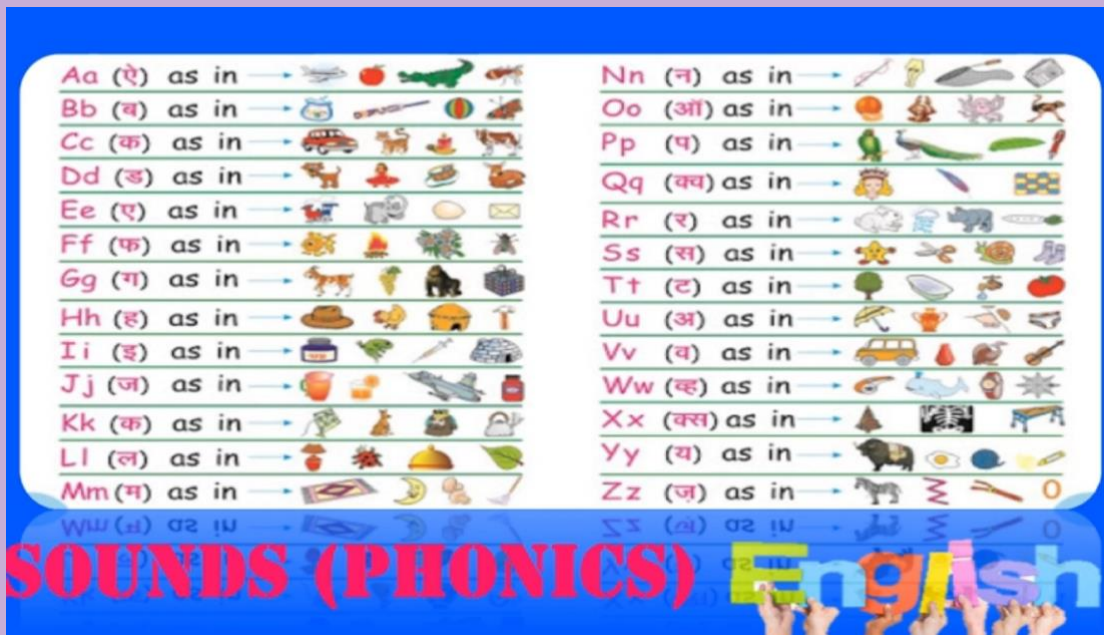 Aa (ऐ) as in
Bb (ब) as in
Cc (क) as in
Dd (ड) as in
Ee (ए) as in
Ff (फ) as in
Gg (ग) as in
Hh (ह) as in
Ii (इ) as in
Jj (ज) as in
Kk (क) as in
Ll (ल) as in
Mm (म) as in
Nn (न) as in
Oo (ऑ) as in
Pp (प) as in
Qq (क्व) as in
Rr (र) as in
Ss (स) as in
Tt (ट) as in
Uu (अ) as in
Vv (व) as in
Ww (व्ह) as in
Xx (क्स) as in
Yy (य) as in
Zz (ज़) as in
SOUNDS (PHONICS) English